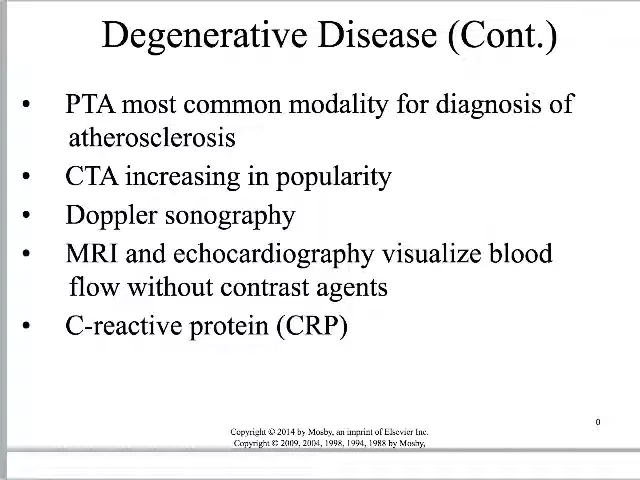 Degenerative Disease (Cont.)
• PTA most common modality for diagnosis of
atherosclerosis
• CTA increasing in popularity
• Doppler sonography
• MRI and echocardiography visualize blood
flow without contrast agents
• C-reactive protein (CRP)
0
Copyright © 2014 by Mosby, an imprint of Elsevier Inc.
Copyright © 2009, 2004, 1998, 1994, 1988 by Mosby,